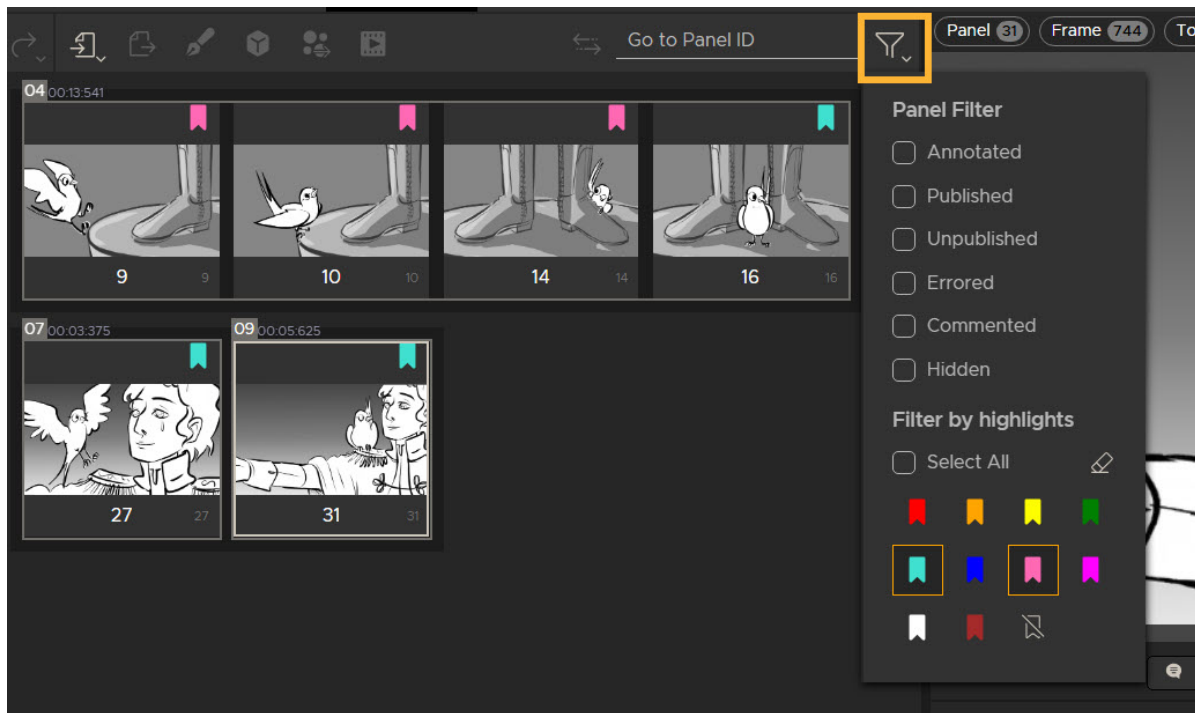 Go to Panel ID
Panel 31
Frame 744
To
04 00:13:541
9 9
10 10
14 14
16 16
07 00:03:375
09 00:05:625
27 27
31 31
Panel Filter
Annotated
Published
Unpublished
Errored
Commented
Hidden
Filter by highlights
Select All